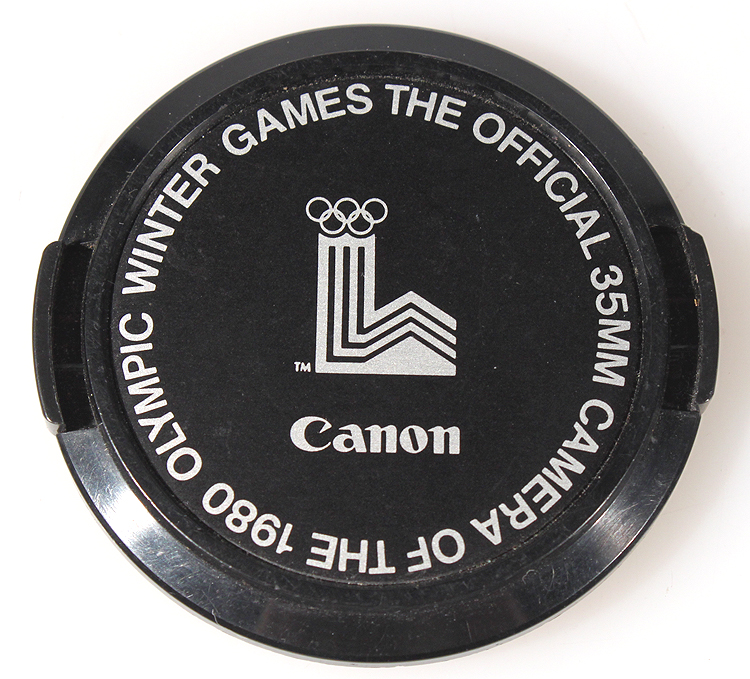 THE OFFICIAL 35MM CAMERA OF THE 1980 OLYMPIC WINTER GAMES
TM
Canon